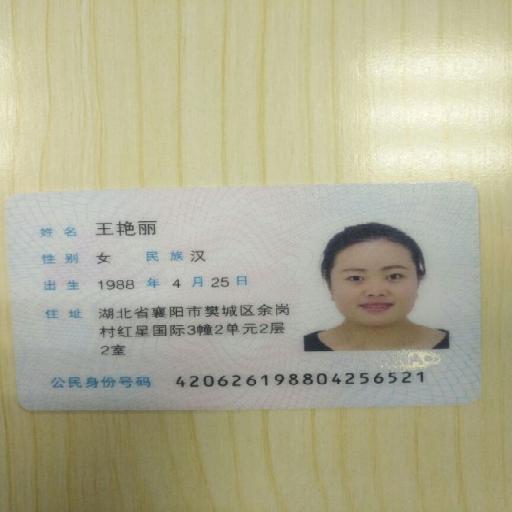 姓名 王艳丽
性别 女 民族 汉
出生 1988 年 4 月 25 日
住址 湖北省襄阳市樊城区余岗
村红星国际3幢2单元2层
2室
公民身份号码 420626198804256521